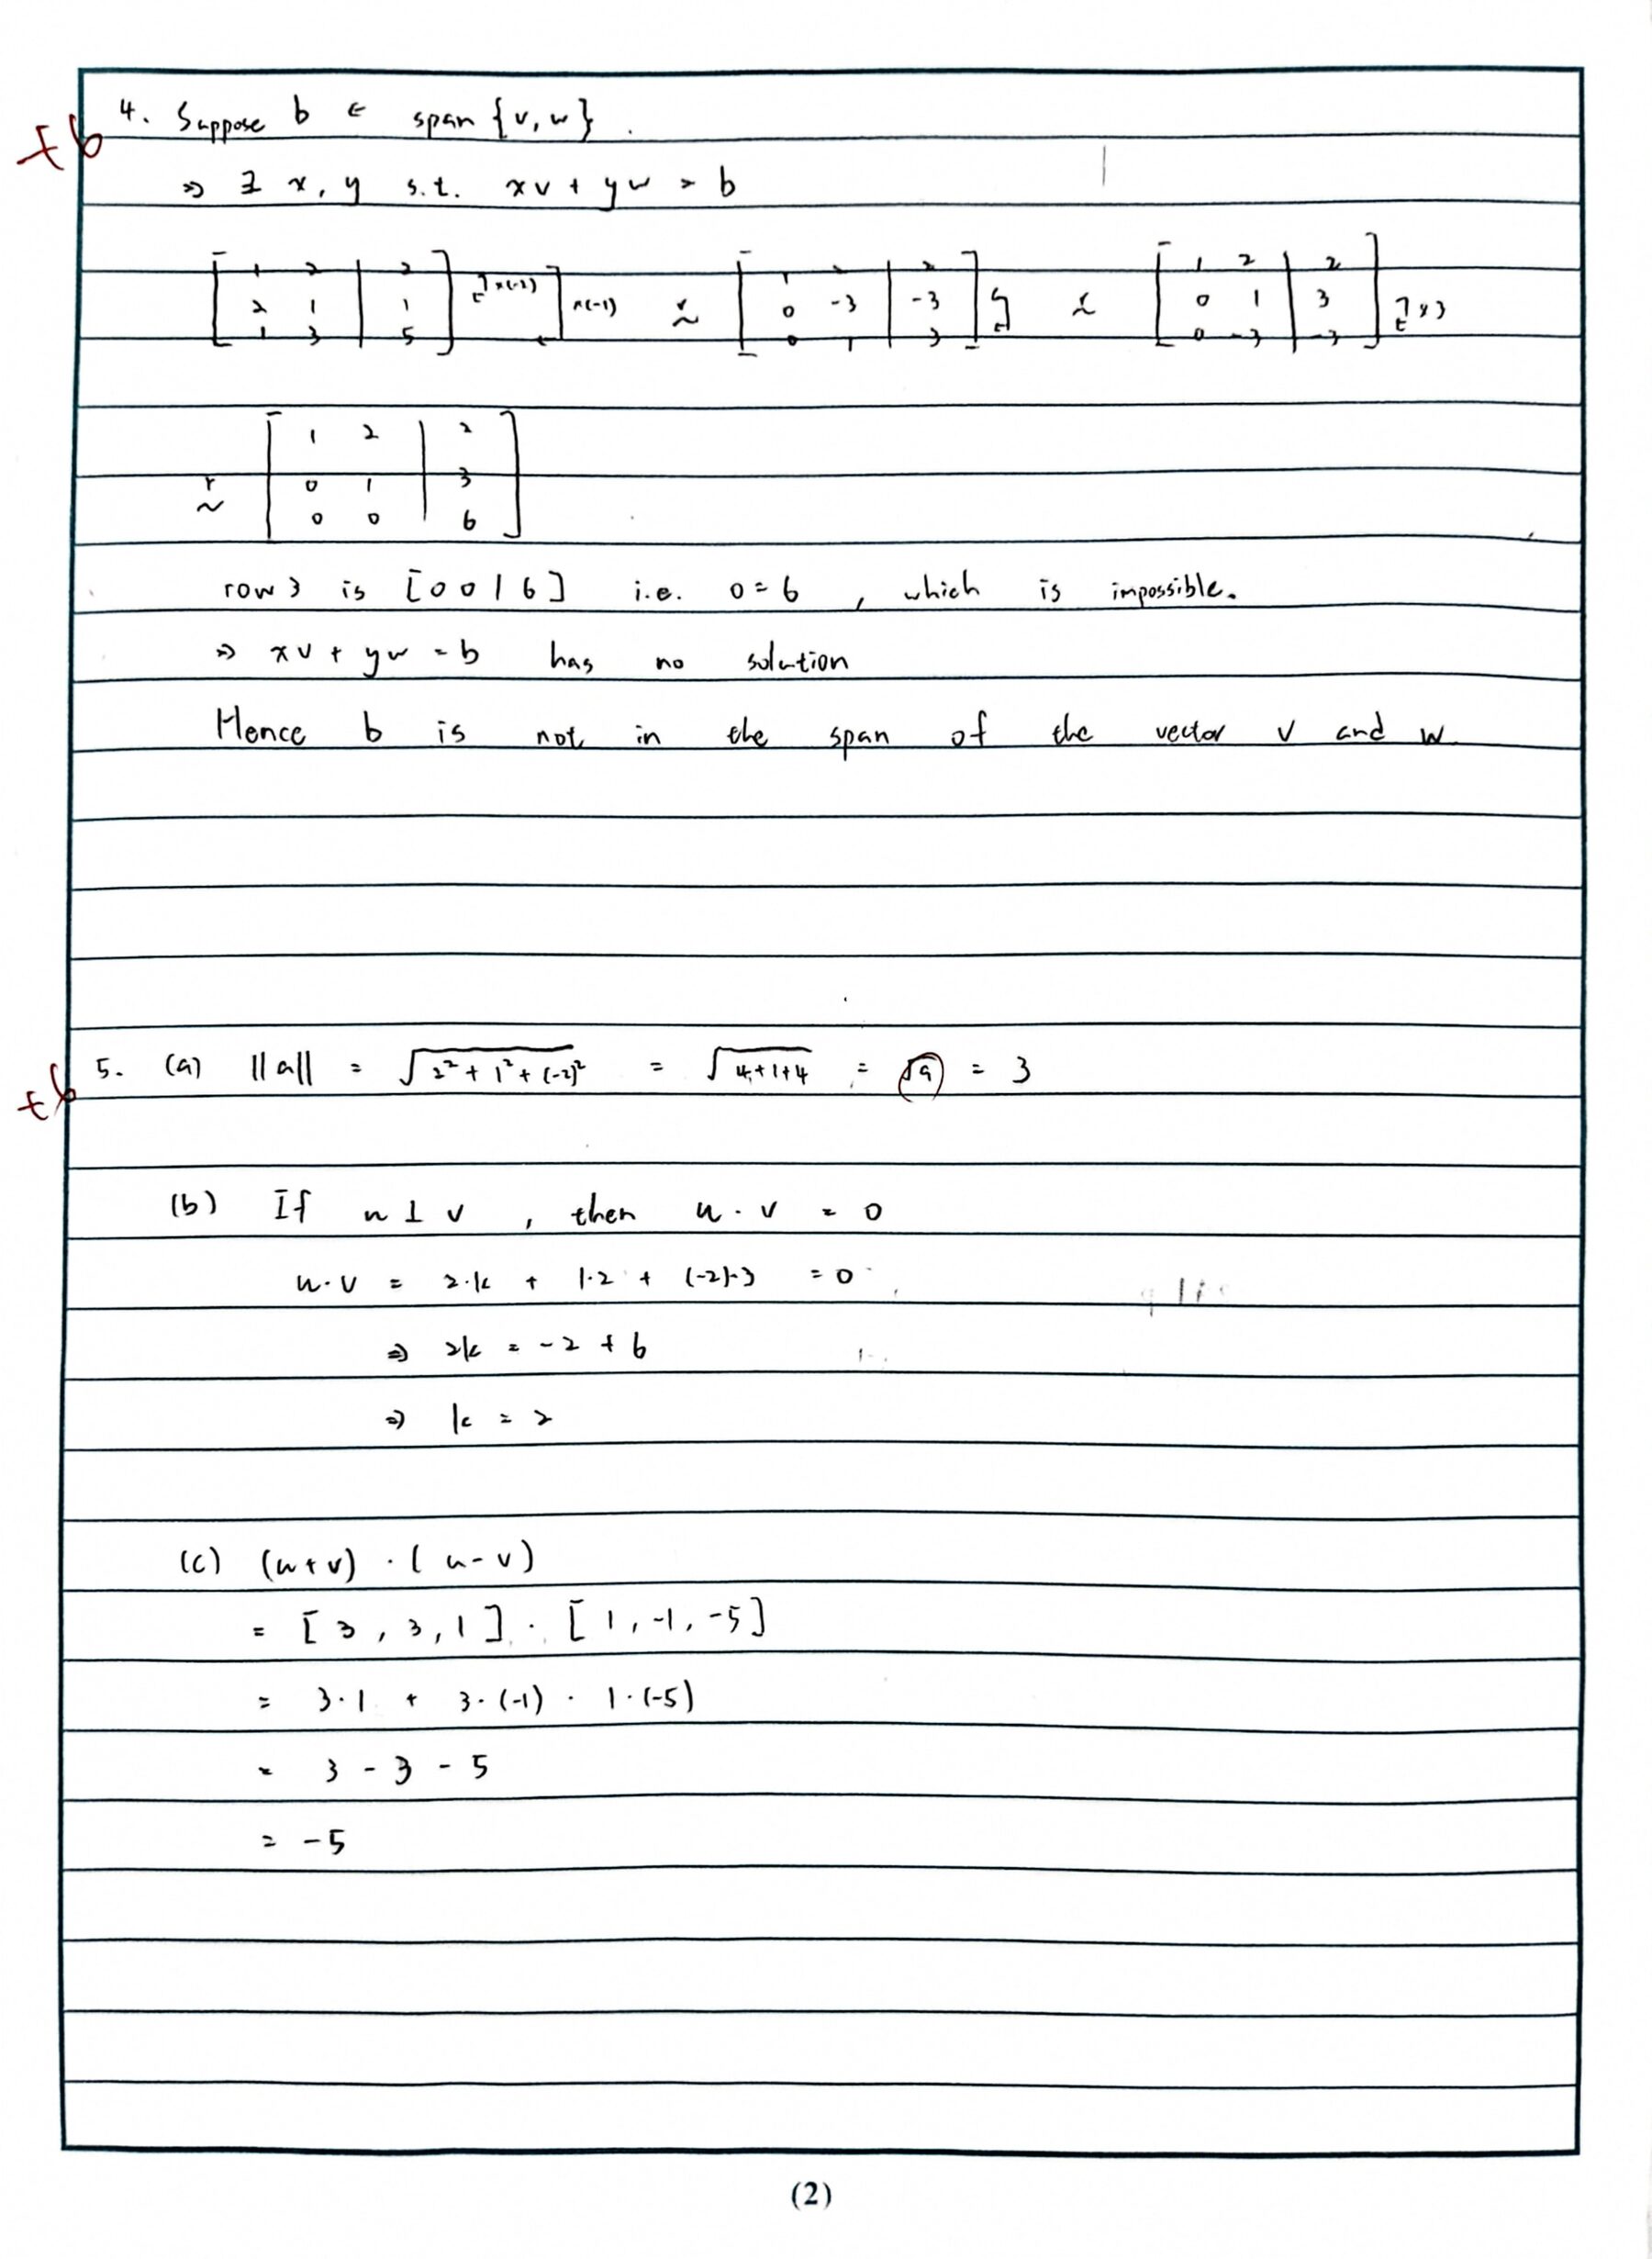 +6
4. Suppose b ∈ span {v, w} .
⇒ ∃ x, y s.t. xv + yw = b
[ 1 2 | 2 ] [ 1 2 | 2 ] [ 1 2 | 2 ]
[ 2 1 | 1 ] ×(-2) ×(-1) r~ [ 0 -3 | -3 ] r~ [ 0 1 | 3 ] ×3
[ 1 3 | 5 ] [ 0 1 | 3 ] [ 0 -3 | -3 ]
[ 1 2 | 2 ]
r~ [ 0 1 | 3 ]
[ 0 0 | 6 ]
row 3 is [0 0 | 6] i.e. 0 = 6 , which is impossible.
⇒ xv + yw = b has no solution
Hence b is not in the span of the vector v and w
+6
5. (a) ||a|| = √2² + 1² + (-2)² = √4+1+4 = √9 = 3
(b) If u ⊥ v , then u · v = 0
u·v = 2·k + 1·2 + (-2)·3 = 0
⇒ 2k = -2 + 6
⇒ k = 2
(c) (u+v) · (u-v)
= [3, 3, 1] · [1, -1, -5]
= 3·1 + 3·(-1) · 1·(-5)
= 3 - 3 - 5
= -5
(2)